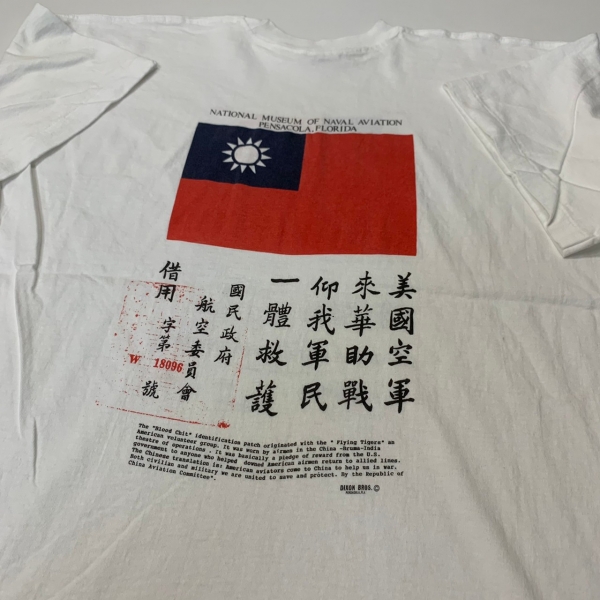 NATIONAL MUSEUM OF NAVAL AVIATION
PENSACOLA, FLORIDA
美國空軍
來華助戰
仰我軍民
一體救護
國民政府
航空委員會
借用 字第 號
W 18096
The "Blood Chit" identification patch originated with the " Flying Tigers" an
American volunteer group. It was worn by airmen in the China -Bruma-India
theatre of operations . It was basically a pledge of reward from the U.S.
government to anyone who helped downed American airmen return to allied lines.
The Chinese translation is: American aviators come to China to help us in war.
Both civilian and military we are united to save and protect. By the Republic of
China Aviation Committee".
DIXON BROS. ©